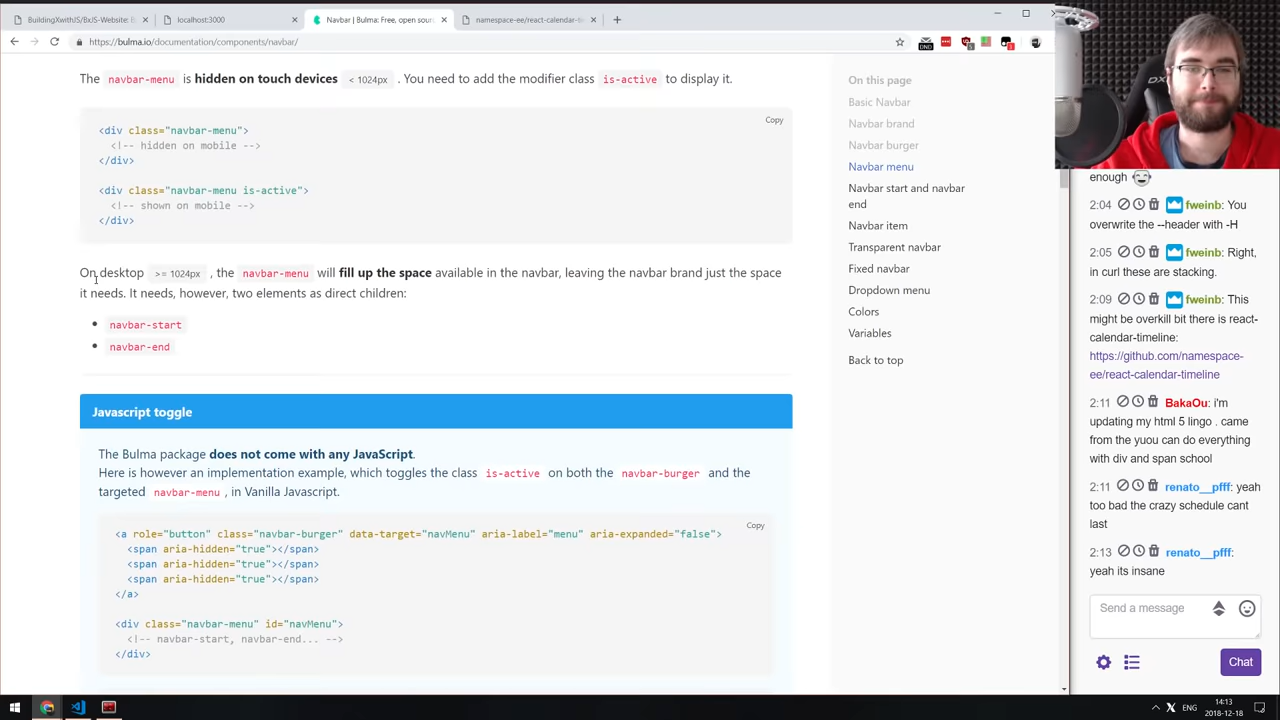 BuildingXwithJS/BxJS-Website: B
localhost:3000
Navbar | Bulma: Free, open sour
namespace-ee/react-calendar-ti
https://bulma.io/documentation/components/navbar/
DND
The navbar-menu is hidden on touch devices < 1024px . You need to add the modifier class is-active to display it.
Copy
<div class="navbar-menu">
<!-- hidden on mobile -->
</div>
<div class="navbar-menu is-active">
<!-- shown on mobile -->
</div>
On desktop >= 1024px , the navbar-menu will fill up the space available in the navbar, leaving the navbar brand just the space
it needs. It needs, however, two elements as direct children:
navbar-start
navbar-end
Javascript toggle
The Bulma package does not come with any JavaScript.
Here is however an implementation example, which toggles the class is-active on both the navbar-burger and the
targeted navbar-menu , in Vanilla Javascript.
Copy
<a role="button" class="navbar-burger" data-target="navMenu" aria-label="menu" aria-expanded="false">
<span aria-hidden="true"></span>
<span aria-hidden="true"></span>
<span aria-hidden="true"></span>
</a>
<div class="navbar-menu" id="navMenu">
<!-- navbar-start, navbar-end... -->
</div>
On this page
Basic Navbar
Navbar brand
Navbar burger
Navbar menu
Navbar start and navbar
end
Navbar item
Transparent navbar
Fixed navbar
Dropdown menu
Colors
Variables
Back to top
DX
enough
2:04 fweinb: You
overwrite the --header with -H
2:05 fweinb: Right,
in curl these are stacking.
2:09 fweinb: This
might be overkill bit there is react-
calendar-timeline:
https://github.com/namespace-
ee/react-calendar-timeline
2:11 BakaOu: i'm
updating my html 5 lingo . came
from the yuou can do everything
with div and span school
2:11 renato__pfff: yeah
too bad the crazy schedule cant
last
2:13 renato__pfff:
yeah its insane
Send a message
Chat
ENG
14:13
2018-12-18